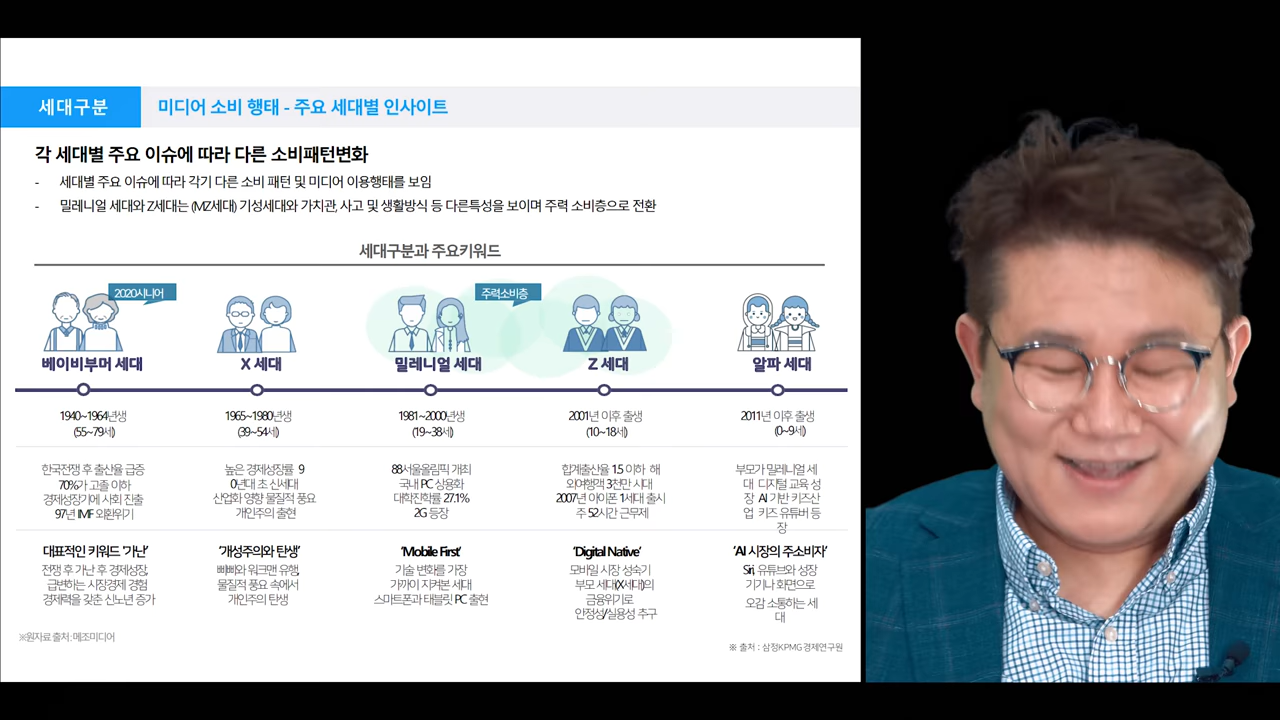 세대구분
미디어 소비 행태 - 주요 세대별 인사이트
각 세대별 주요 이슈에 따라 다른 소비패턴변화
- 세대별 주요 이슈에 따라 각기 다른 소비 패턴 및 미디어 이용행태를 보임
- 밀레니얼 세대와 Z세대는 (MZ세대) 기성세대와 가치관, 사고 및 생활방식 등 다른특성을 보이며 주력 소비층으로 전환
세대구분과 주요키워드
2020시니어
베이비부머 세대
1940~1964년생
(55~79세)
한국전쟁 후 출산율 급증
70%가 고졸 이하
경제성장기에 사회 진출
97년 IMF 외환위기
대표적인 키워드 '가난'
전쟁 후 가난 후 경제성장,
급변하는 시장경제 경험
경제력을 갖춘 신노년 증가
X 세대
1965~1980년생
(39~54세)
높은 경제성장률 9
0년대 초 신세대
산업화 영향 물질적 풍요
개인주의 출현
'개성주의와 탄생'
삐삐와 워크맨 유행,
물질적 풍요 속에서
개인주의 탄생
주력소비층
밀레니얼 세대
1981~2000년생
(19~38세)
88서울올림픽 개최
국내 PC 상용화
대학진학률 27.1%
2G 등장
'Mobile First'
기술 변화를 가장
가까이 지켜본 세대
스마트폰과 태블릿 PC 출현
Z 세대
2001년 이후 출생
(10~18세)
합계출산율 1.5 이하 해
외여행객 3천만 시대
2007년 아이폰 1세대 출시
주 52시간 근무제
'Digital Native'
모바일 시장 성숙기
부모 세대(X세대)의
금융위기로
안정성/실용성 추구
알파 세대
2011년 이후 출생
(0~9세)
부모가 밀레니얼 세
대 디지털 교육 성
장 AI 기반 키즈산
업 키즈 유튜버 등
장
'AI 시장의 주소비자'
Siri, 유튜브와 성장
기기나 화면으로
오감 소통하는 세
대
※원자료 출처 : 메조미디어
※ 출처 : 삼정KPMG 경제연구원